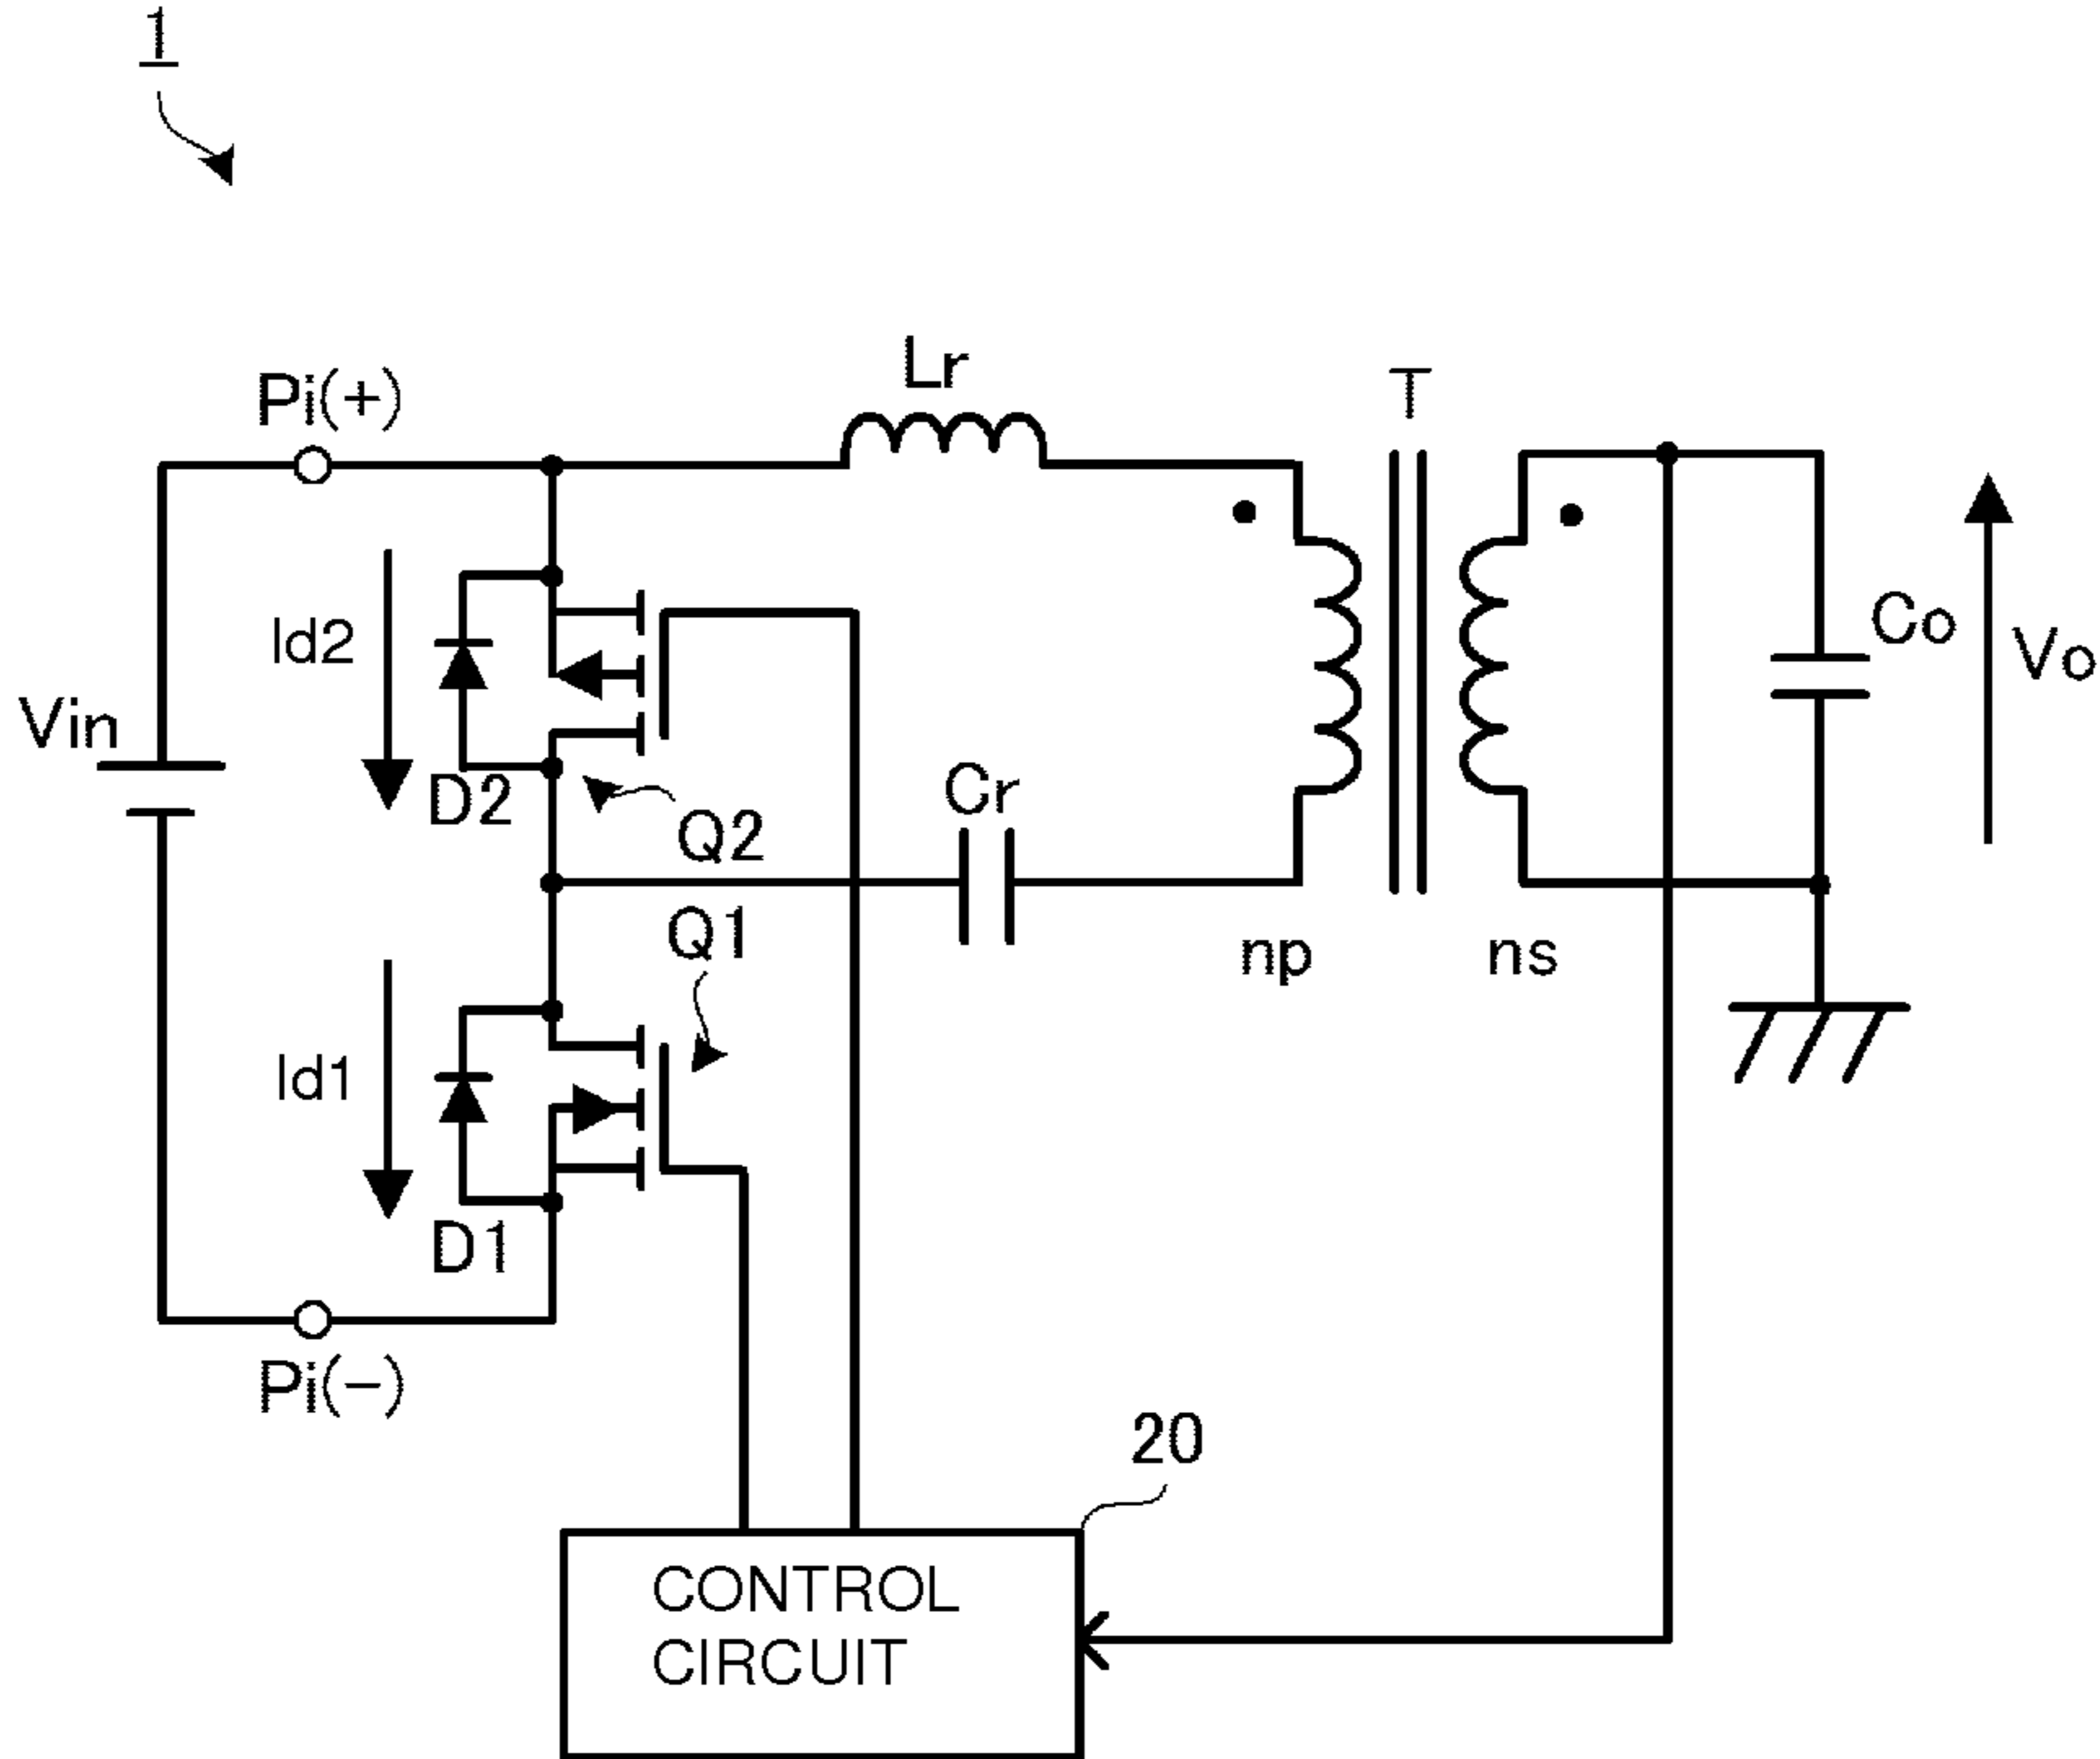 1
Lr
T
Pi(+)
Id2
Co
Vo
Vin
D2
Cr
Q2
Q1
np
ns
Id1
D1
Pi(−)
20
CONTROL
CIRCUIT